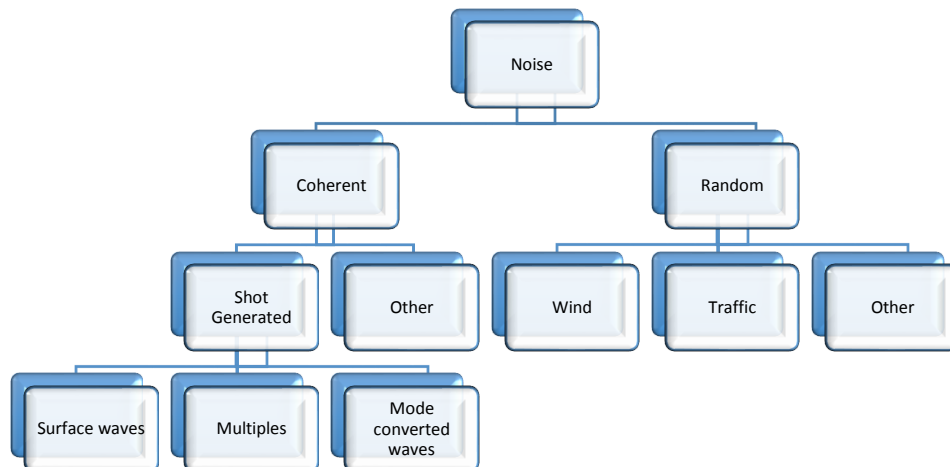 Noise
Coherent
Random
Shot
Generated
Other
Wind
Traffic
Other
Surface waves
Multiples
Mode
converted
waves